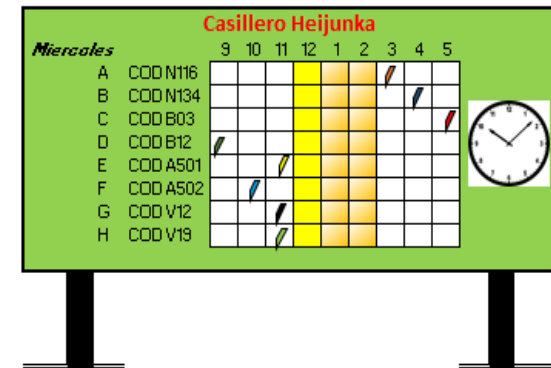 Casillero Heijunka
Miercoles 9 10 11 12 1 2 3 4 5
A COD N116
B COD N134
C COD B03
D COD B12
E COD A501
F COD A502
G COD V12
H COD V19